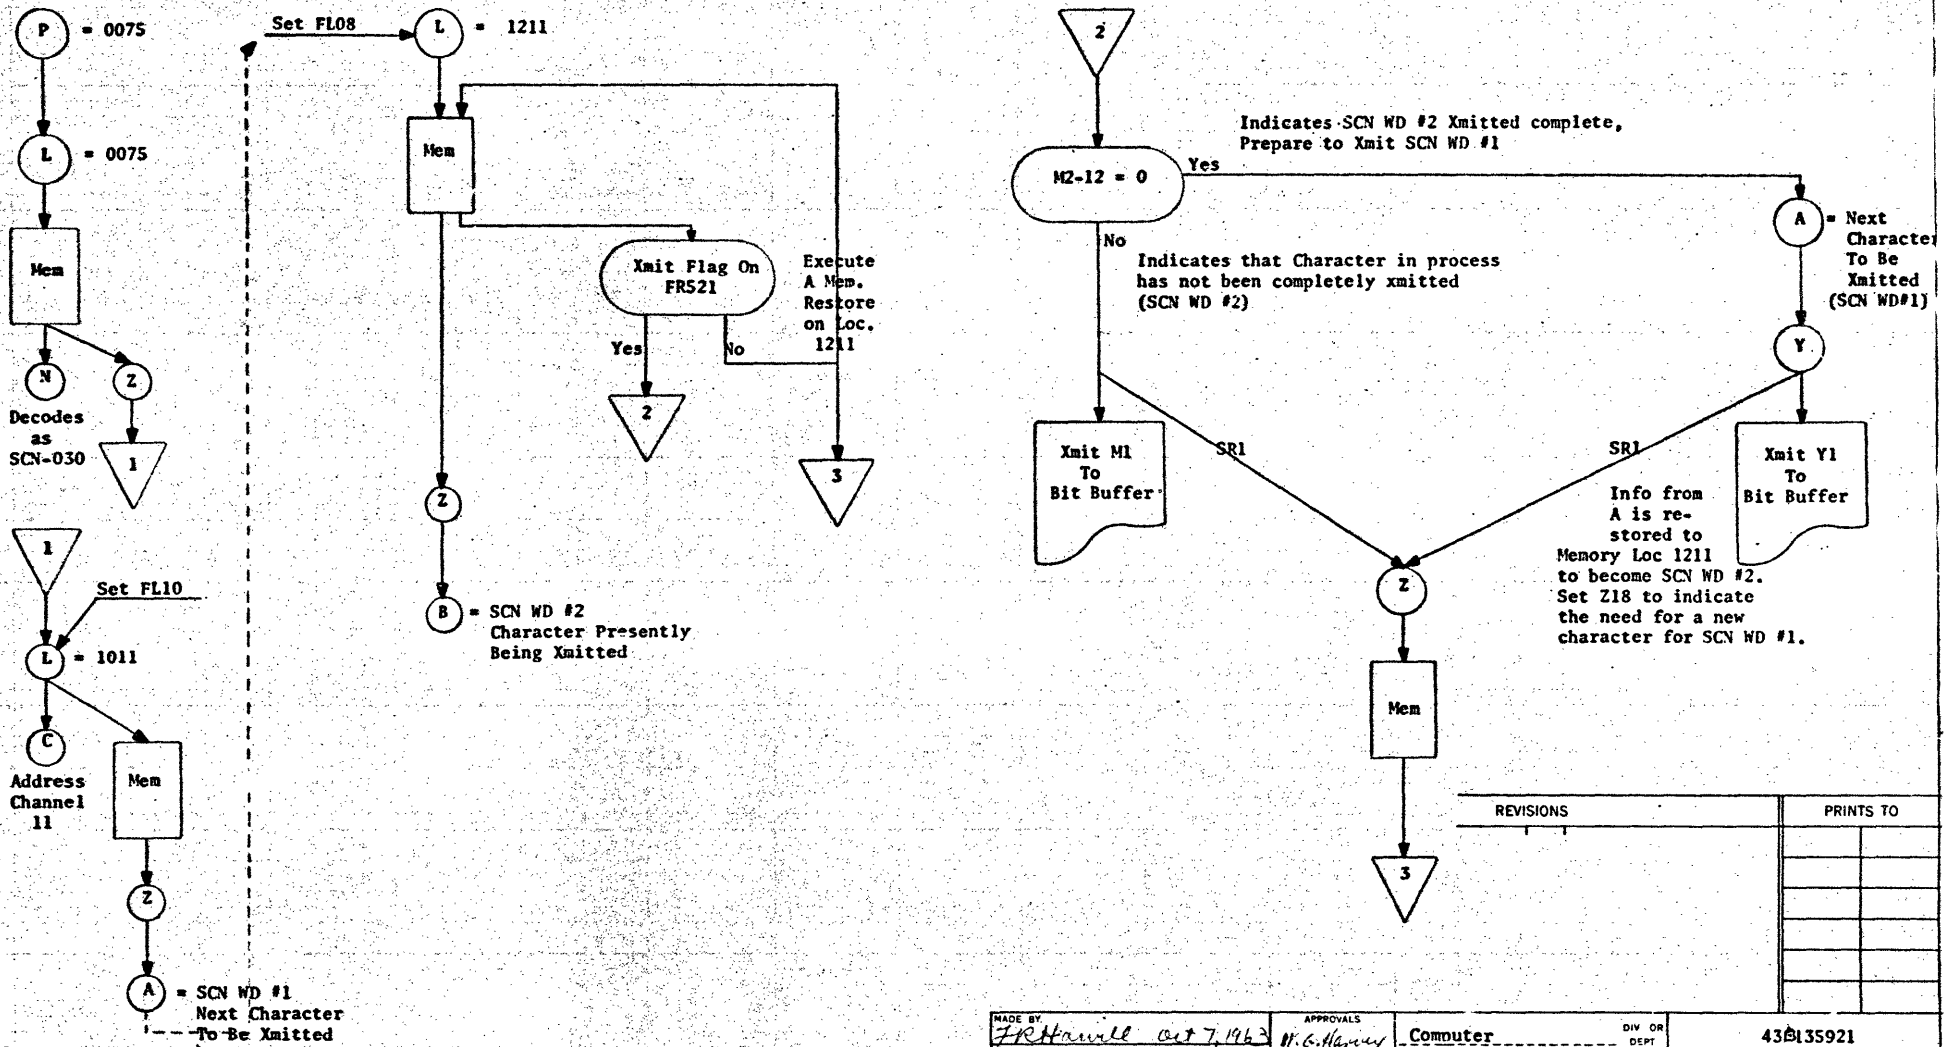 P = 0075
L = 0075
Mem
N
Z
Decodes
as
SCN-030
1
1
Set FL10
L = 1011
C
Address
Channel
11
Mem
Z
A = SCN WD #1
Next Character
To Be Xmitted
Set FL08
L = 1211
Mem
Xmit Flag On
FR521
Execute
A Mem.
Restore
on Loc.
1211
Yes
No
2
3
Z
B = SCN WD #2
Character Presently
Being Xmitted
2
Indicates SCN WD #2 Xmitted complete,
Prepare to Xmit SCN WD #1
M2-12 = 0
Yes
No
Indicates that Character in process
has not been completely xmitted
(SCN WD #2)
A = Next
Character
To Be
Xmitted
(SCN WD#1)
Y
Xmit M1
To
Bit Buffer
SR1
SR1
Xmit Y1
To
Bit Buffer
Info from
A is re-
stored to
Memory Loc 1211
to become SCN WD #2.
Set Z18 to indicate
the need for a new
character for SCN WD #1.
Z
Mem
3
REVISIONS
PRINTS TO
MADE BY
Oct 7, 1963
APPROVALS
Computer
DIV OR
DEPT